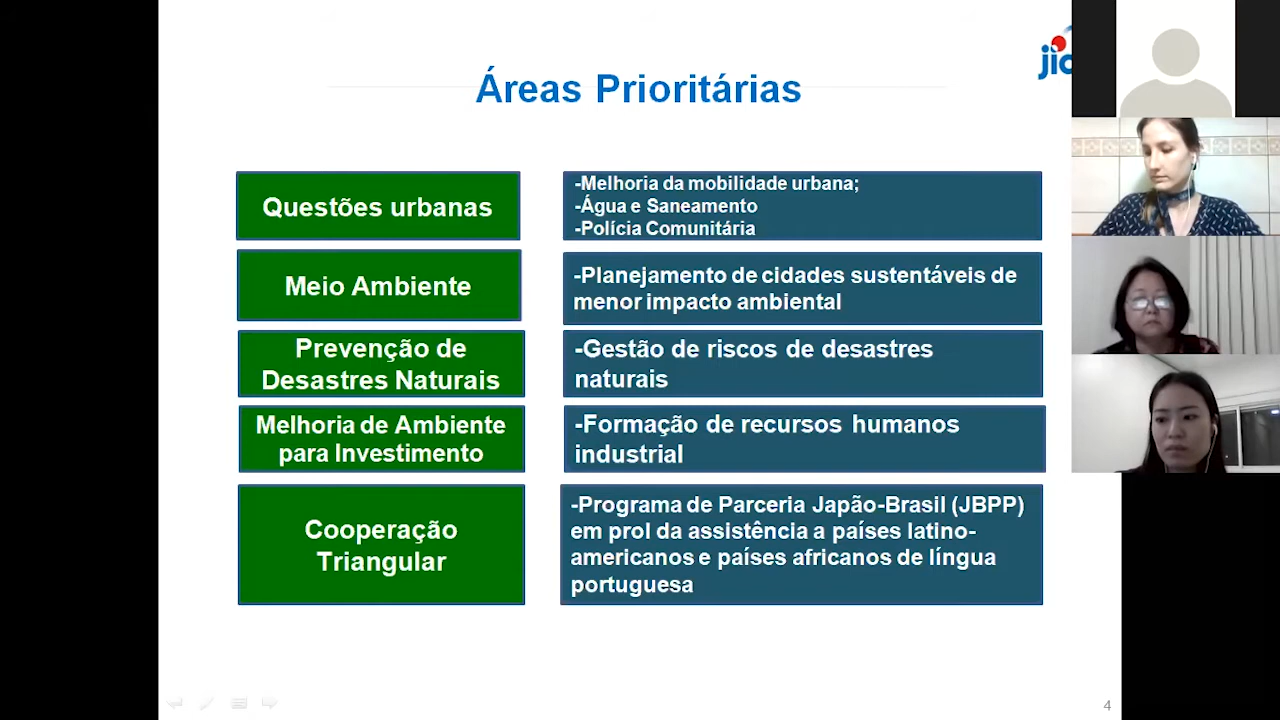 Áreas Prioritárias
Questões urbanas
-Melhoria da mobilidade urbana;
-Água e Saneamento
-Polícia Comunitária
Meio Ambiente
-Planejamento de cidades sustentáveis de
menor impacto ambiental
Prevenção de
Desastres Naturais
-Gestão de riscos de desastres
naturais
Melhoria de Ambiente
para Investimento
-Formação de recursos humanos
industrial
Cooperação
Triangular
-Programa de Parceria Japão-Brasil (JBPP)
em prol da assistência a países latino-
americanos e países africanos de língua
portuguesa
4